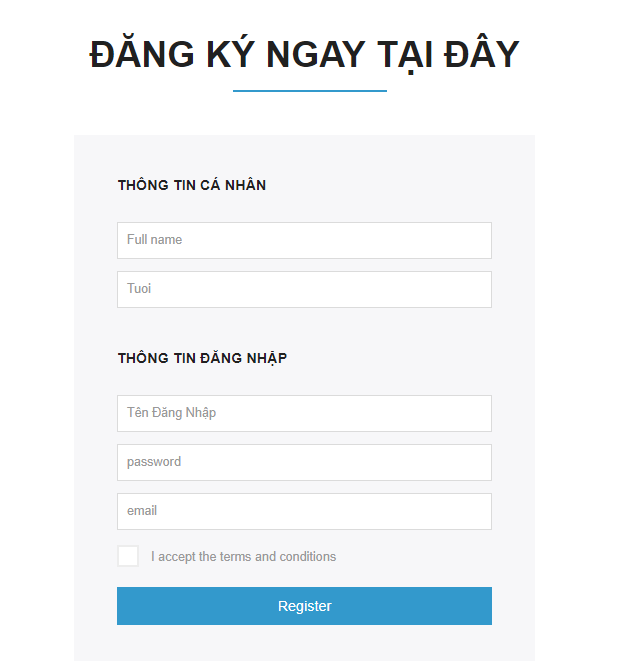 ĐĂNG KÝ NGAY TẠI ĐÂY
THÔNG TIN CÁ NHÂN
Full name
Tuoi
THÔNG TIN ĐĂNG NHẬP
Tên Đăng Nhập
password
email
I accept the terms and conditions
Register